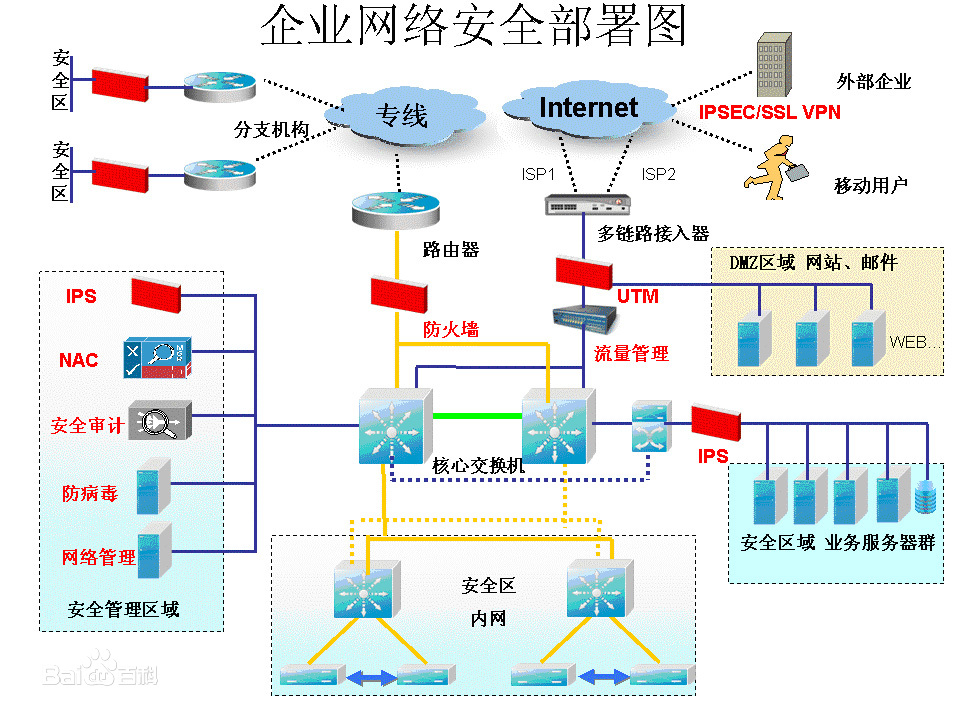 企业网络安全部署图
安全区
分支机构
专线
Internet
外部企业
IPSEC/SSL VPN
安全区
ISP1
ISP2
移动用户
路由器
多链路接入器
DMZ区域 网站、邮件
IPS
UTM
防火墙
WEB...
NAC
流量管理
安全审计
核心交换机
IPS
防病毒
安全区域 业务服务器群
网络管理
安全区
内网
安全管理区域
Baidu百科